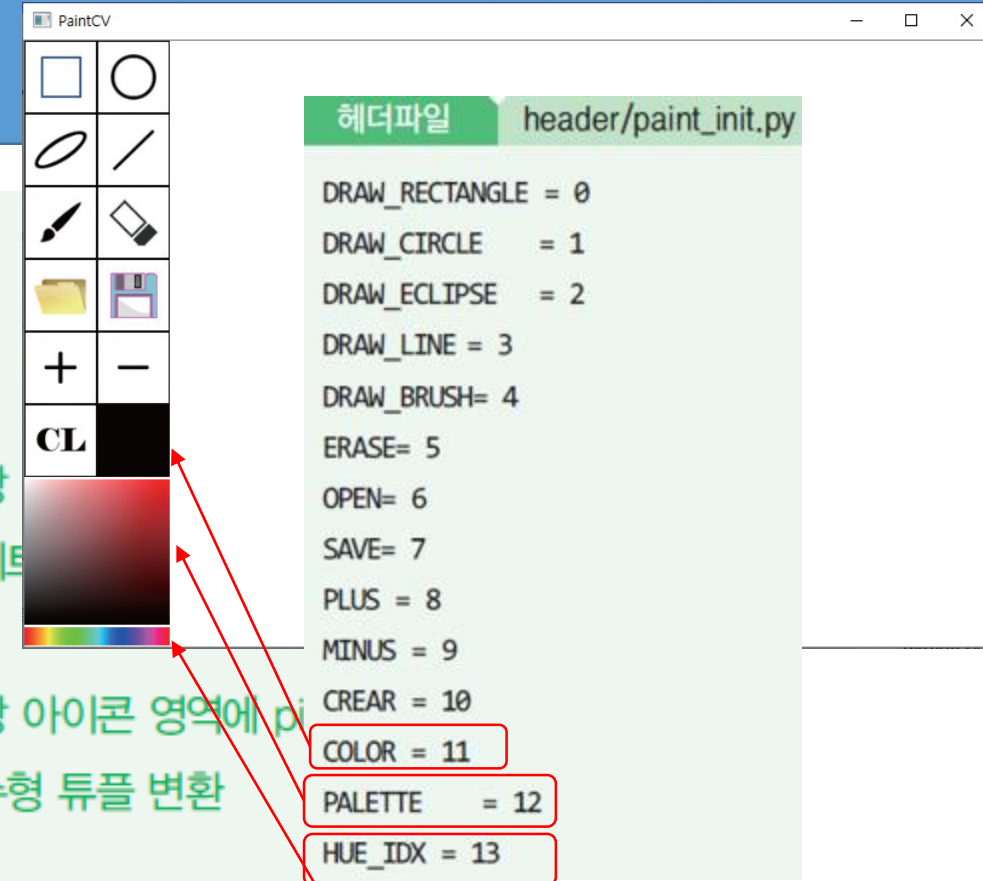 PaintCV
헤더파일 header/paint_init.py
DRAW_RECTANGLE = 0
DRAW_CIRCLE = 1
DRAW_ECLIPSE = 2
DRAW_LINE = 3
DRAW_BRUSH= 4
ERASE= 5
OPEN= 6
SAVE= 7
PLUS = 8
MINUS = 9
CREAR = 10
COLOR = 11
PALETTE = 12
HUE_IDX = 13
+ −
CL
아이콘 영역에 pi
튜플 변환